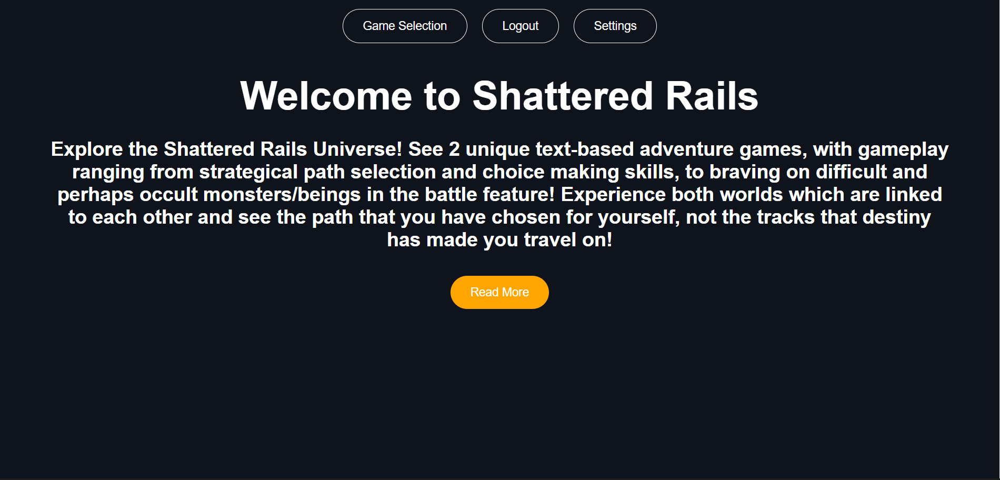 Game Selection
Logout
Settings
Welcome to Shattered Rails
Explore the Shattered Rails Universe! See 2 unique text-based adventure games, with gameplay
ranging from strategical path selection and choice making skills, to braving on difficult and
perhaps occult monsters/beings in the battle feature! Experience both worlds which are linked
to each other and see the path that you have chosen for yourself, not the tracks that destiny
has made you travel on!
Read More